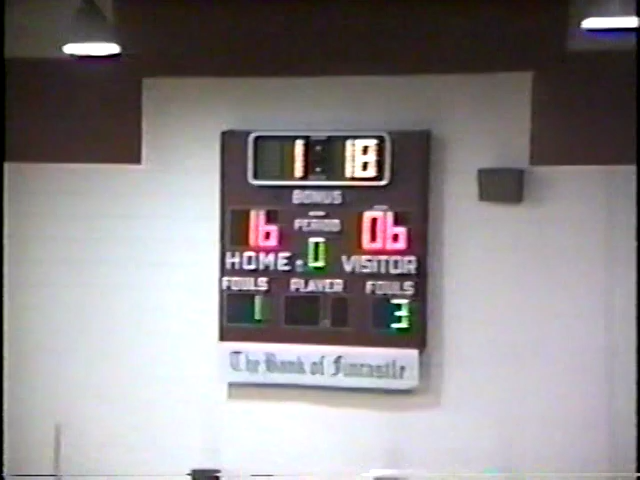 1:18
BONUS
16 PERIOD 06
HOME 0 VISITOR
FOULS PLAYER FOULS
1 3
The Bank of Fincastle